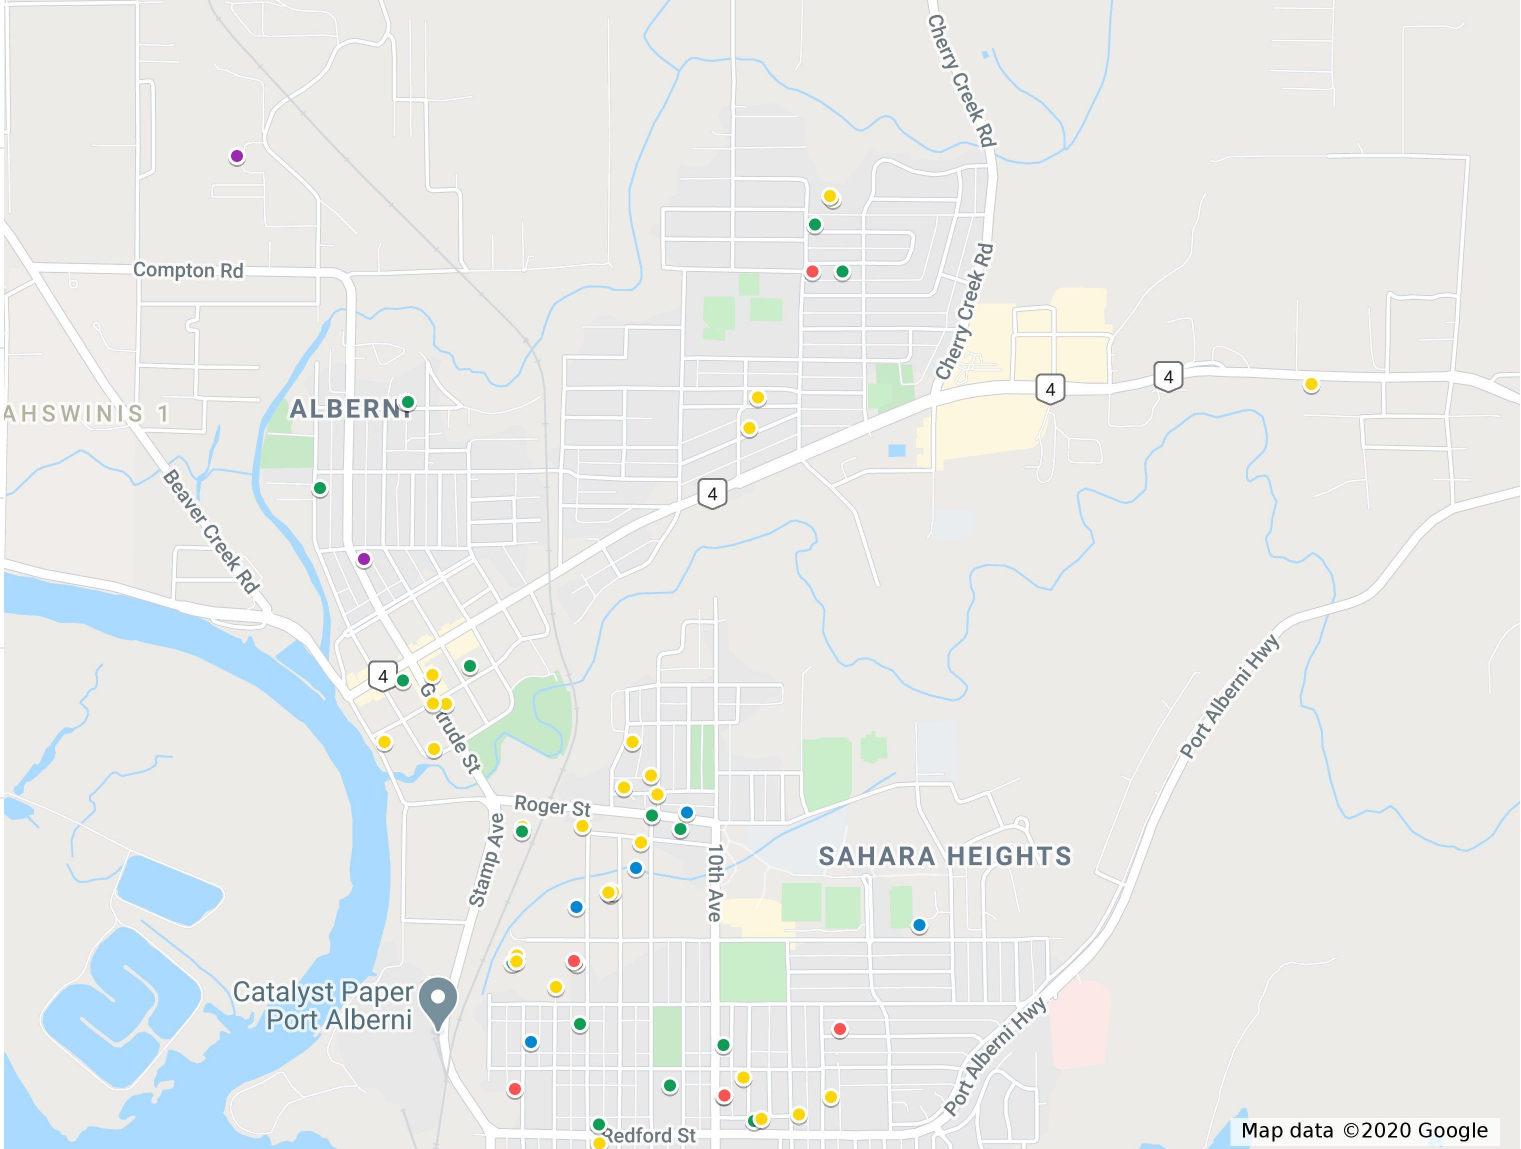 Cherry Creek Rd
Compton Rd
Cherry Creek Rd
4
4
AHSWINIS 1
ALBERNI
4
Beaver Creek Rd
4
Gertrude St
Port Alberni Hwy
Roger St
Stamp Ave
10th Ave
SAHARA HEIGHTS
Catalyst Paper
Port Alberni
Port Alberni Hwy
Redford St
Map data ©2020 Google